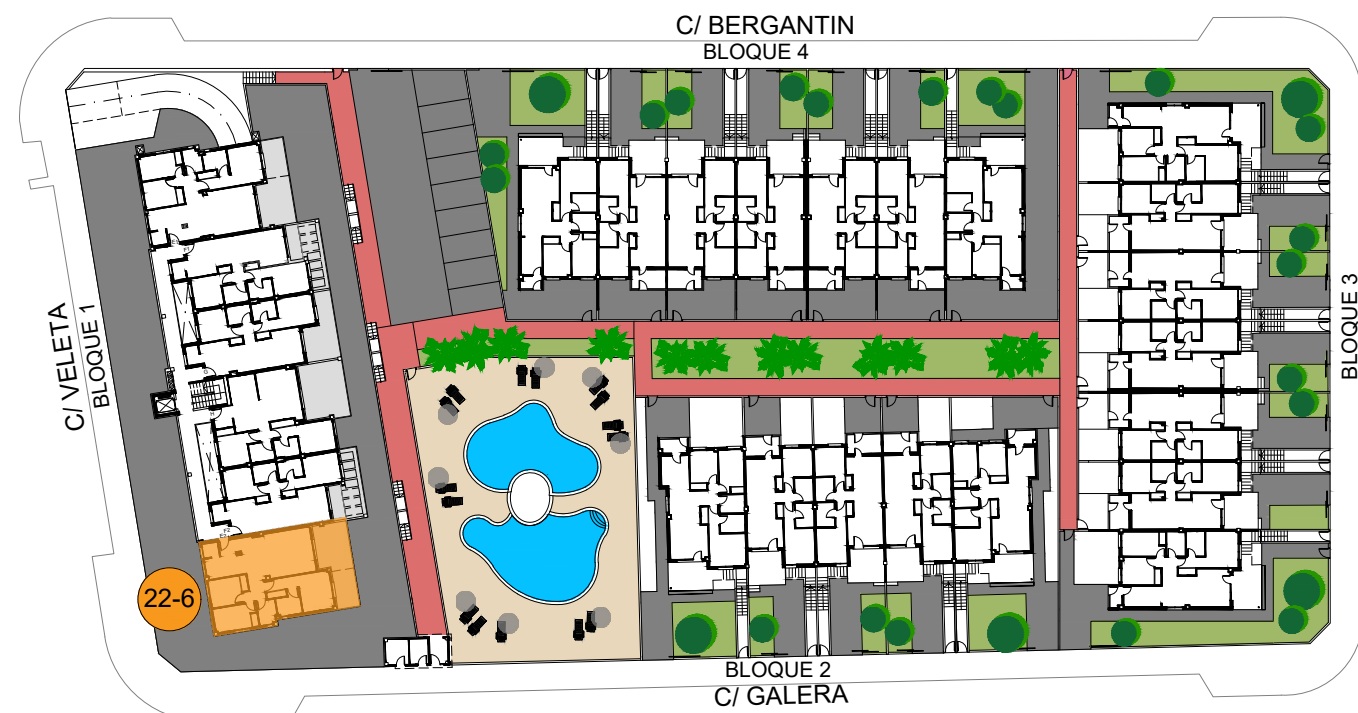 C/ BERGANTIN
BLOQUE 4
C/ VELETA
BLOQUE 1
BLOQUE 3
22-6
BLOQUE 2
C/ GALERA